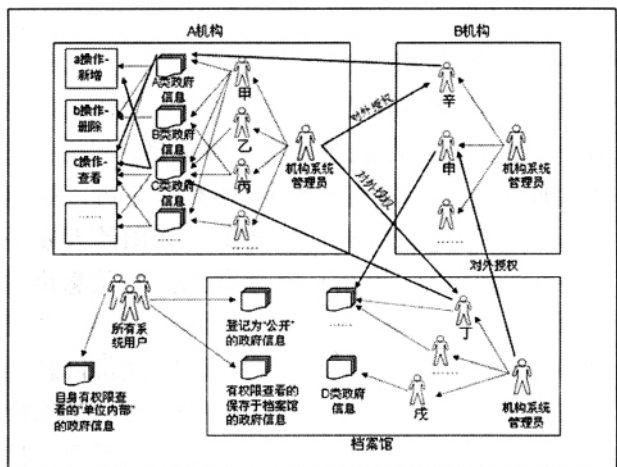 A机构
B机构
a操作-
新增
b操作-
删除
c操作-
查看
……
A类政府
信息
B类政府
信息
C类政府
信息
……
甲
乙
丙
……
机构系统
管理员
对外授权
对外授权
辛
申
……
机构系统
管理员
对外授权
所有系
统用户
自身有权限查
看的“单位内部”
的政府信息
登记为“公开”
的政府信息
有权限查看的
保存于档案馆
的政府信息
……
D类政府
信息
丁
……
戌
机构系统
管理员
档案馆